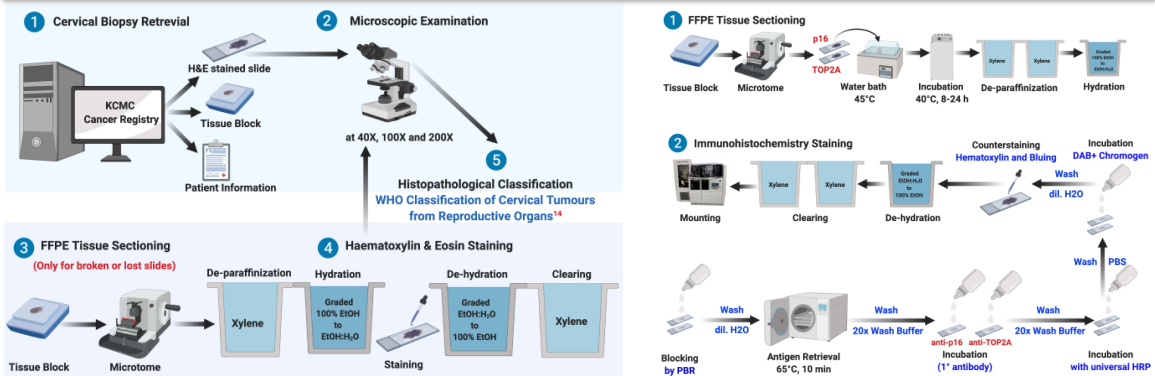 1 Cervical Biopsy Retrevial
H&E stained slide
KCMC
Cancer Registry
Tissue Block
Patient Information
2 Microscopic Examination
at 40X, 100X and 200X
5
Histopathological Classification
WHO Classification of Cervical Tumours
from Reproductive Organs14
3 FFPE Tissue Sectioning
(Only for broken or lost slides)
Tissue Block
Microtome
4 Haematoxylin & Eosin Staining
De-paraffinization
Xylene
Hydration
Graded
100% EtOH
to
EtOH:H₂O
Staining
De-hydration
Graded
EtOH:H₂O
to
100% EtOH
Clearing
Xylene
1 FFPE Tissue Sectioning
Tissue Block
Microtome
p16
TOP2A
Water bath
45°C
Incubation
40°C, 8-24 h
Xylene
Xylene
De-paraffinization
Graded
100% EtOH
to
EtOH:H₂O
Hydration
2 Immunohistochemistry Staining
Mounting
Xylene
Xylene
Clearing
Graded
EtOH:H₂O
to
100% EtOH
De-hydration
Counterstaining
Hematoxylin and Bluing
Wash
dil. H2O
Incubation
DAB+ Chromogen
Wash PBS
Blocking
by PBR
Wash
dil. H2O
Antigen Retrieval
65°C, 10 min
Wash
20x Wash Buffer
anti-p16 anti-TOP2A
Incubation
(1° antibody)
Wash
20x Wash Buffer
Incubation
with universal HRP